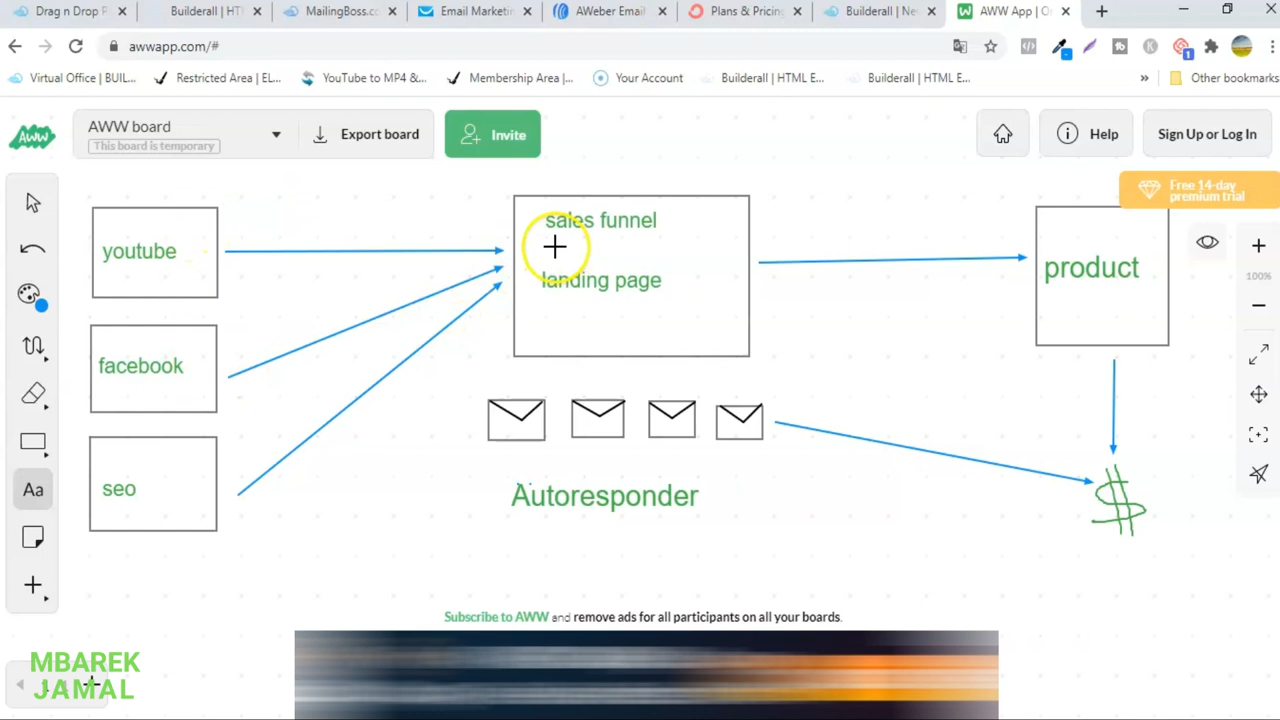 Drag n Drop P
Builderall | HT
MailingBoss.c
Email Marketin
AWeber Email
Plans & Pricing
Builderall | Ne
AWW App | O
awwapp.com/#
Virtual Office | BUIL...
Restricted Area | EL...
YouTube to MP4 &...
Membership Area |...
Your Account
Builderall | HTML E...
Builderall | HTML E...
Other bookmarks
AWW
AWW board
This board is temporary
Export board
Invite
Help
Sign Up or Log In
Free 14-day
premium trial
youtube
facebook
seo
sales funnel
landing page
product
Autoresponder
$
100%
Aa
Subscribe to AWW and remove ads for all participants on all your boards.
MBAREK
JAMAL